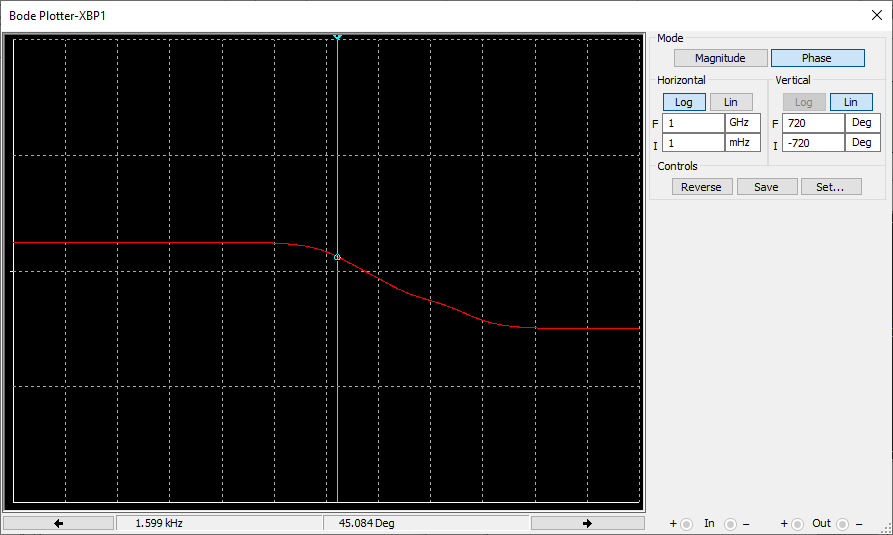 Bode Plotter-XBP1
Mode
Magnitude Phase
Horizontal Vertical
Log Lin Log Lin
F 1 GHz F 720 Deg
I 1 mHz I -720 Deg
Controls
Reverse Save Set...
1.599 kHz 45.084 Deg + In − + Out −